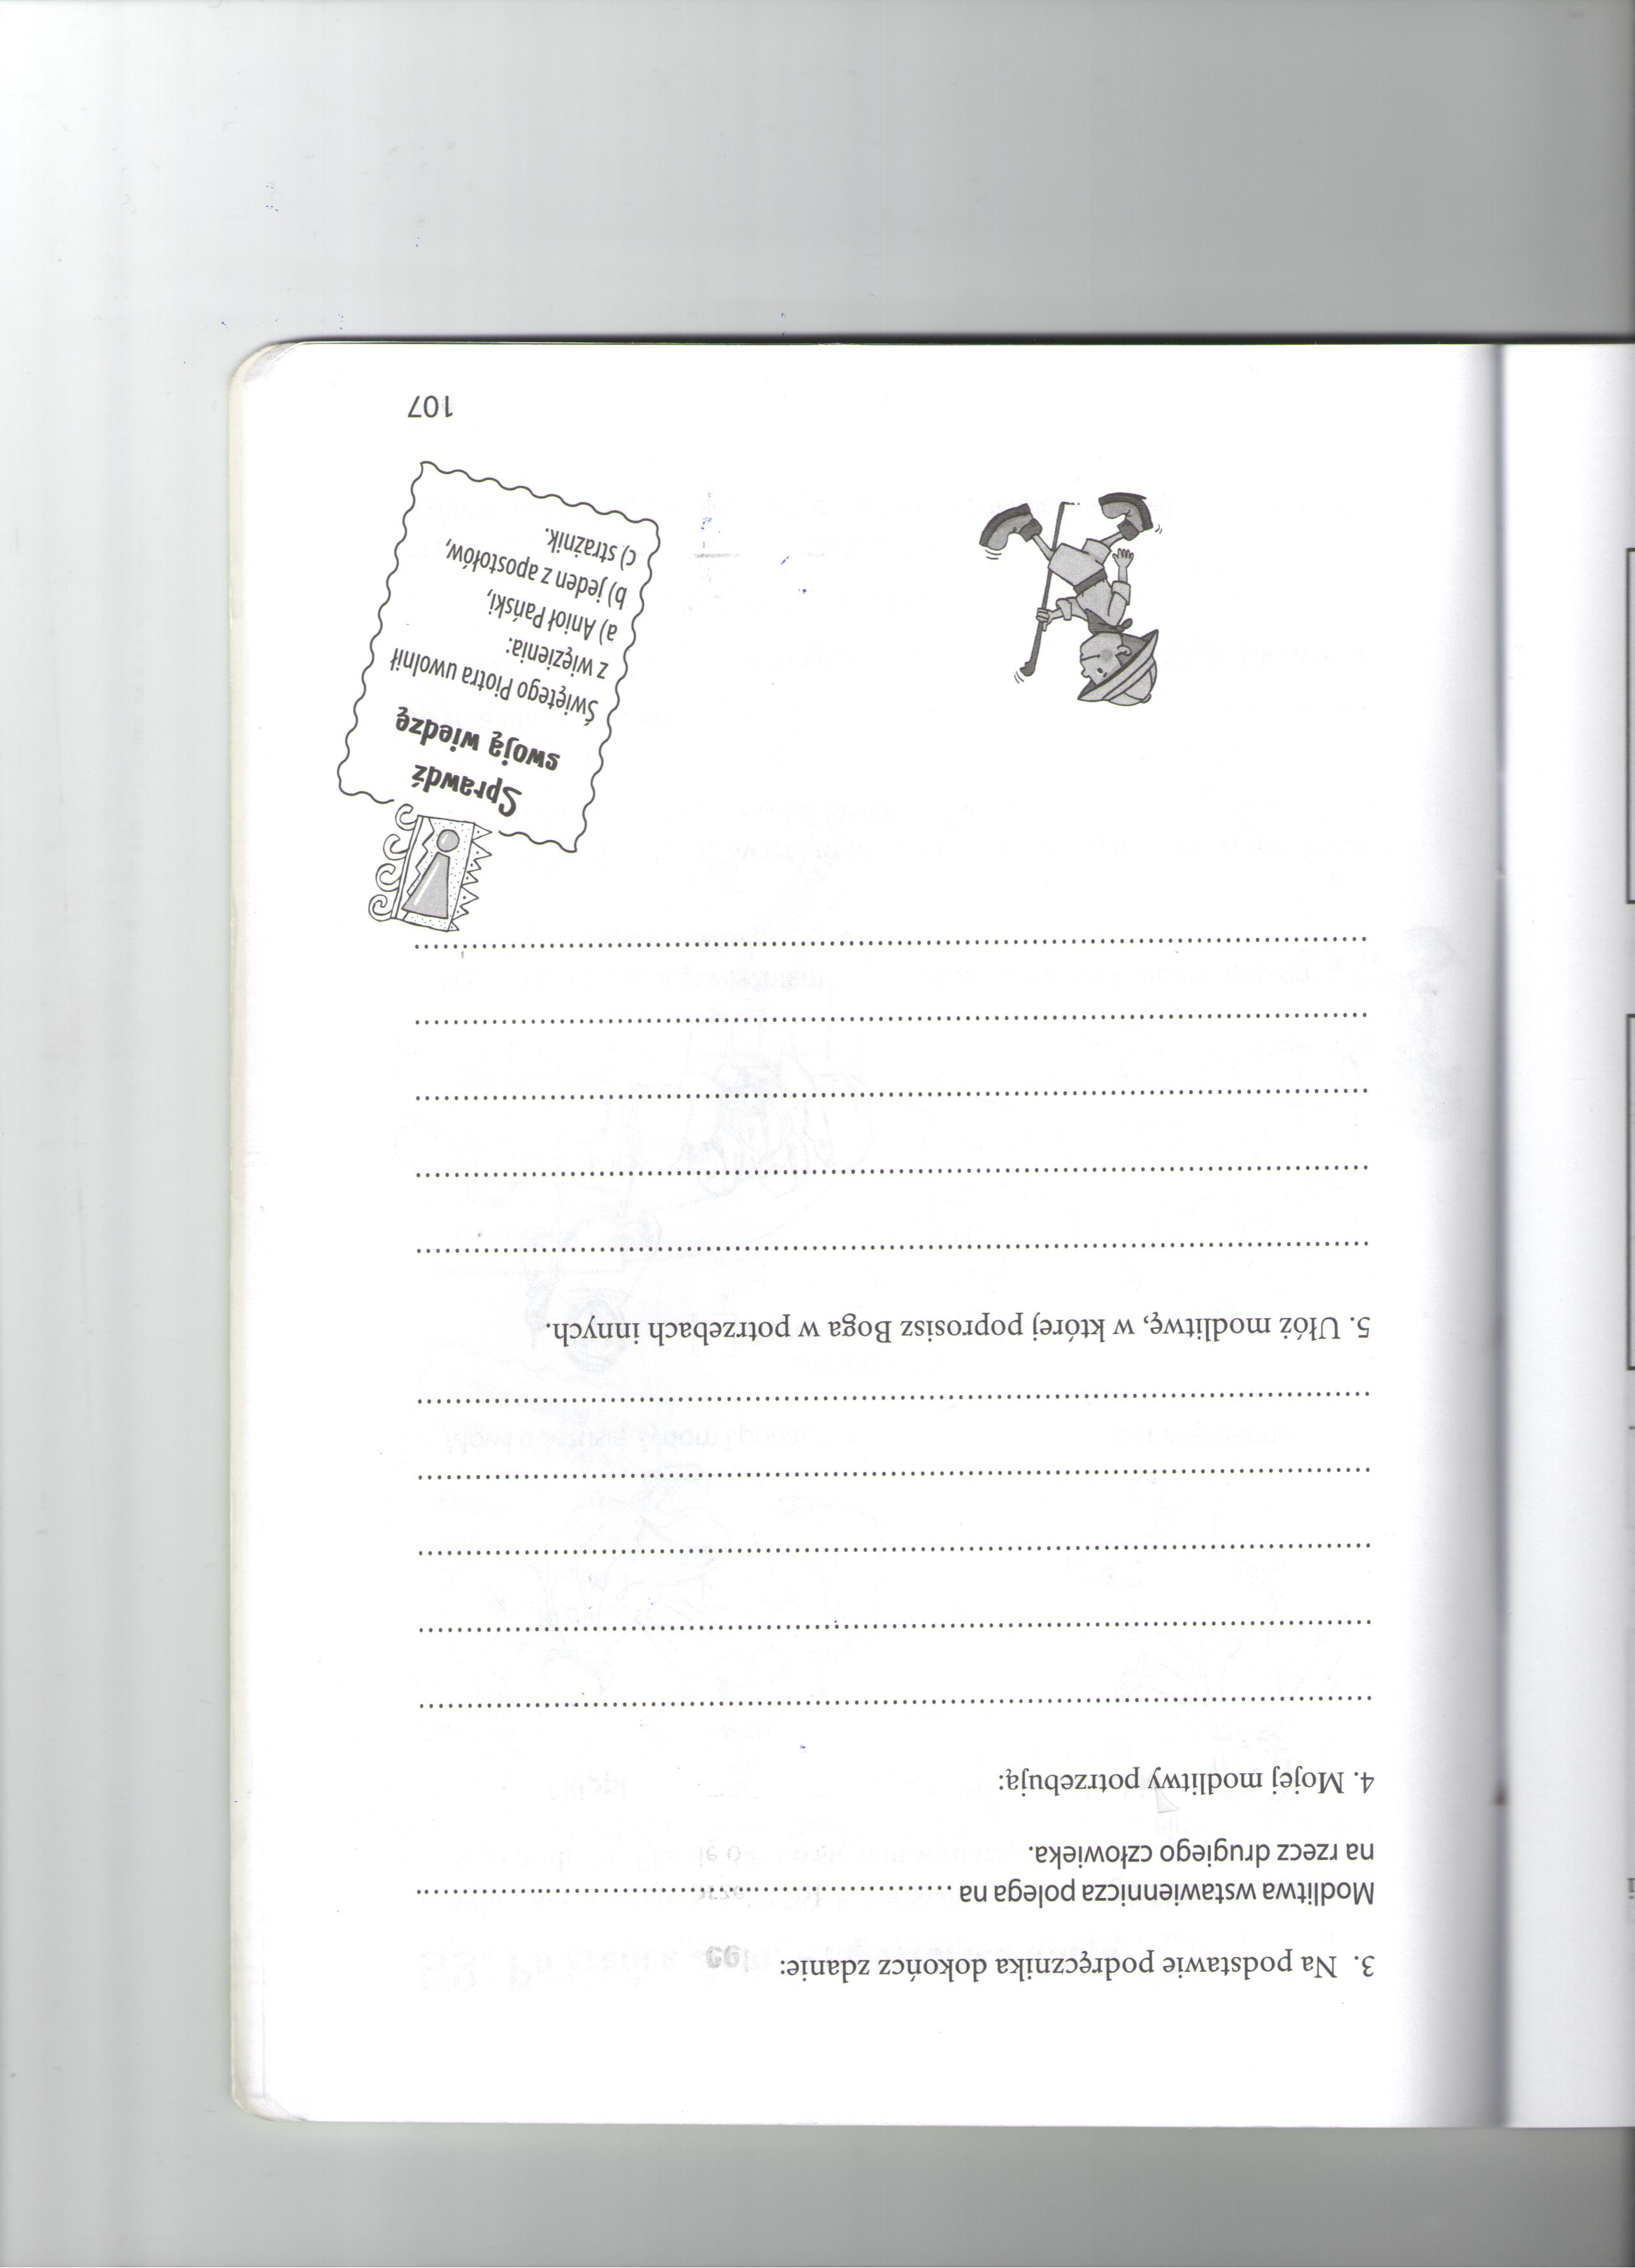 3. Na podstawie podręcznika dokończ zdanie:
Modlitwa wstawiennicza polega na ........................................
na rzecz drugiego człowieka.
4. Mojej modlitwy potrzebują:
5. Ułóż modlitwę, w której poprosisz Boga w potrzebach innych.
Sprawdź
swoją wiedzę
Świętego Piotra uwolnił
z więzienia:
a) Anioł Pański,
b) jeden z apostołów,
c) strażnik.
107